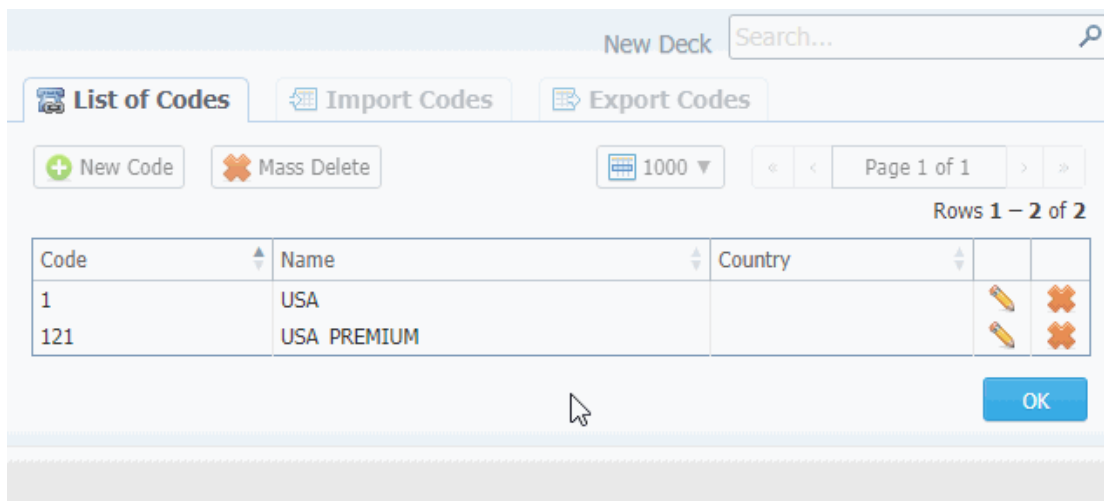 New Deck Search...
List of Codes Import Codes Export Codes
New Code Mass Delete 1000 ▼ « ‹ Page 1 of 1 › »
Rows 1 – 2 of 2
Code Name Country
1 USA
121 USA PREMIUM
OK